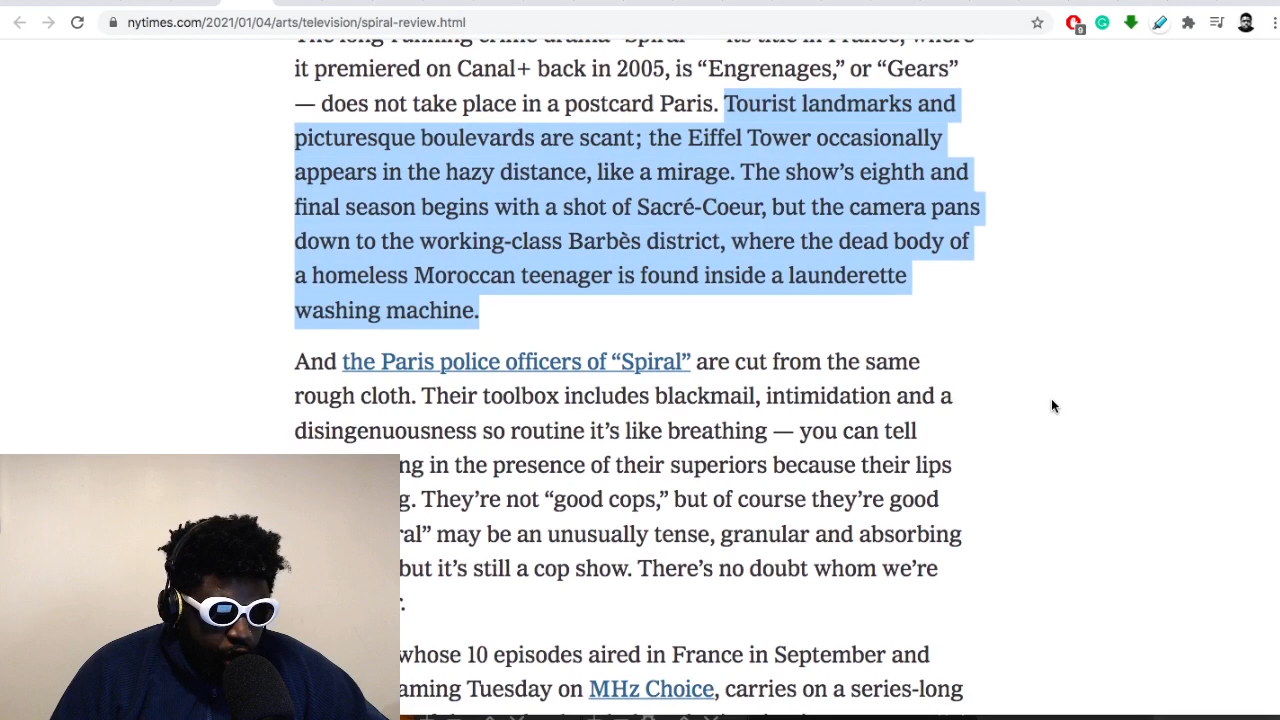 nytimes.com/2021/01/04/arts/television/spiral-review.html
it premiered on Canal+ back in 2005, is “Engrenages,” or “Gears”
— does not take place in a postcard Paris. Tourist landmarks and
picturesque boulevards are scant; the Eiffel Tower occasionally
appears in the hazy distance, like a mirage. The show’s eighth and
final season begins with a shot of Sacré-Coeur, but the camera pans
down to the working-class Barbès district, where the dead body of
a homeless Moroccan teenager is found inside a launderette
washing machine.
And the Paris police officers of “Spiral” are cut from the same
rough cloth. Their toolbox includes blackmail, intimidation and a
disingenuousness so routine it’s like breathing — you can tell
ng in the presence of their superiors because their lips
g. They’re not “good cops,” but of course they’re good
ral” may be an unusually tense, granular and absorbing
but it’s still a cop show. There’s no doubt whom we’re
whose 10 episodes aired in France in September and
aming Tuesday on MHz Choice, carries on a series-long